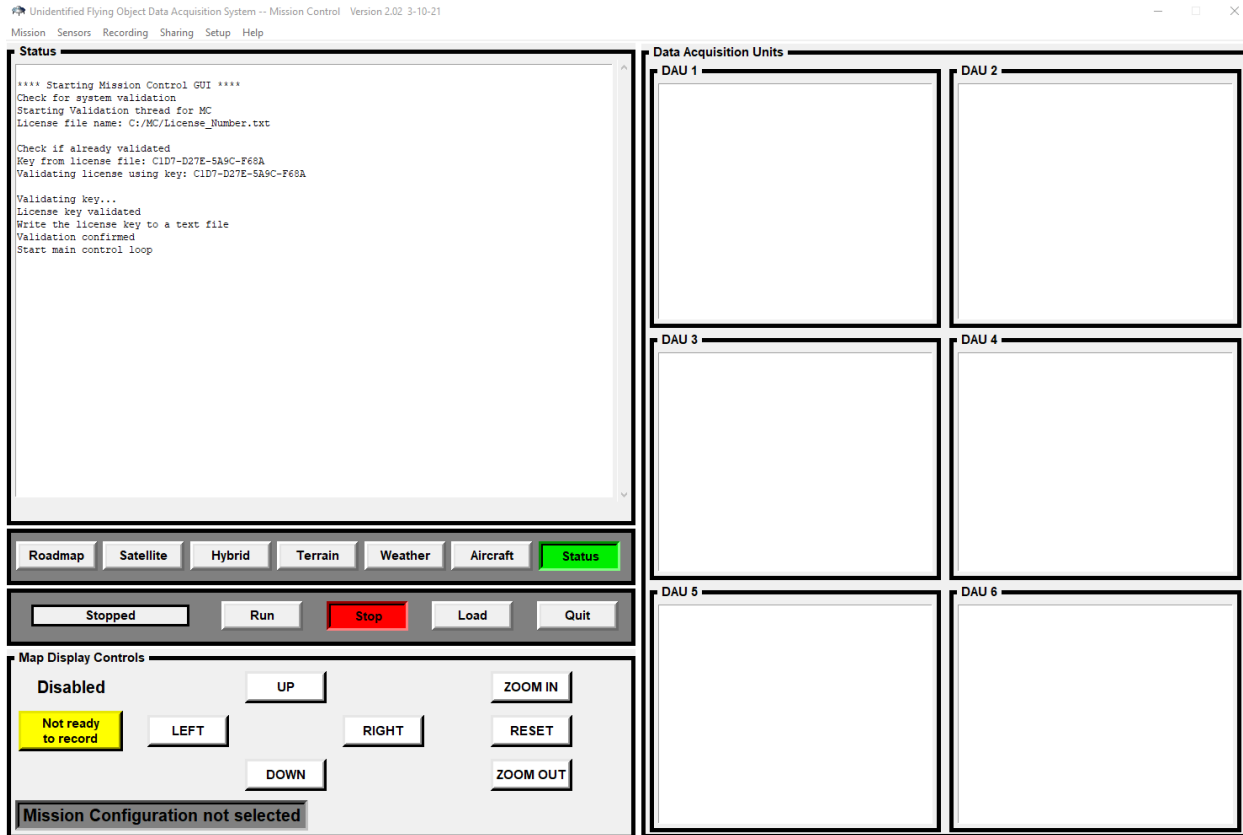 Unidentified Flying Object Data Acquisition System -- Mission Control Version 2.02 3-10-21
Mission Sensors Recording Sharing Setup Help
Status
**** Starting Mission Control GUI ****
Check for system validation
Starting Validation thread for MC
License file name: C:/MC/License_Number.txt
Check if already validated
Key from license file: C1D7-D27E-5A9C-F68A
Validating license using key: C1D7-D27E-5A9C-F68A
Validating key...
License key validated
Write the license key to a text file
Validation confirmed
Start main control loop
Roadmap Satellite Hybrid Terrain Weather Aircraft Status
Stopped Run Stop Load Quit
Map Display Controls
Disabled UP ZOOM IN
Not ready
to record
LEFT RIGHT RESET
DOWN ZOOM OUT
Mission Configuration not selected
Data Acquisition Units
DAU 1 DAU 2
DAU 3 DAU 4
DAU 5 DAU 6